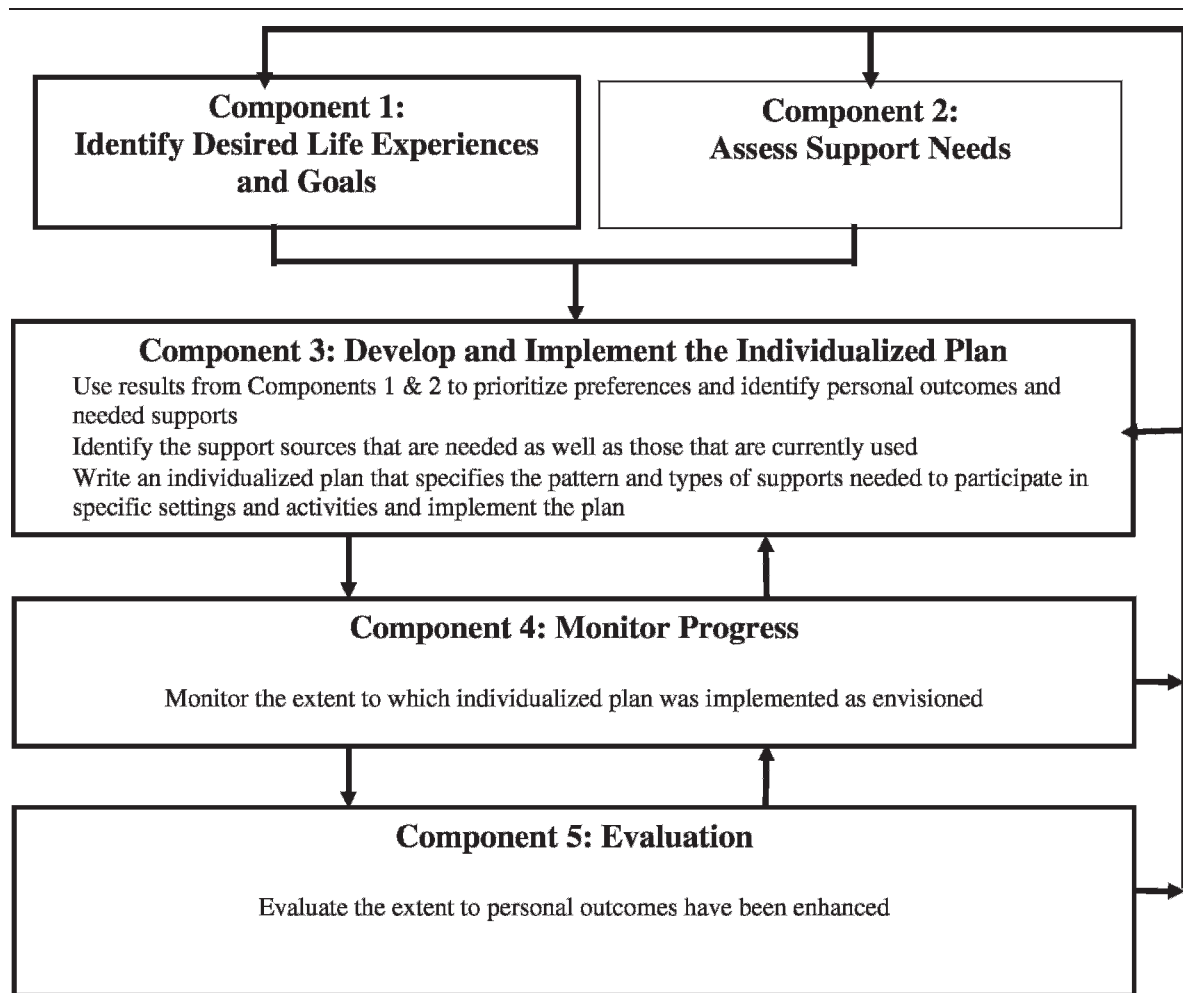 Component 1:
Identify Desired Life Experiences
and Goals
Component 2:
Assess Support Needs
Component 3: Develop and Implement the Individualized Plan
Use results from Components 1 & 2 to prioritize preferences and identify personal outcomes and
needed supports
Identify the support sources that are needed as well as those that are currently used
Write an individualized plan that specifies the pattern and types of supports needed to participate in
specific settings and activities and implement the plan
Component 4: Monitor Progress
Monitor the extent to which individualized plan was implemented as envisioned
Component 5: Evaluation
Evaluate the extent to personal outcomes have been enhanced